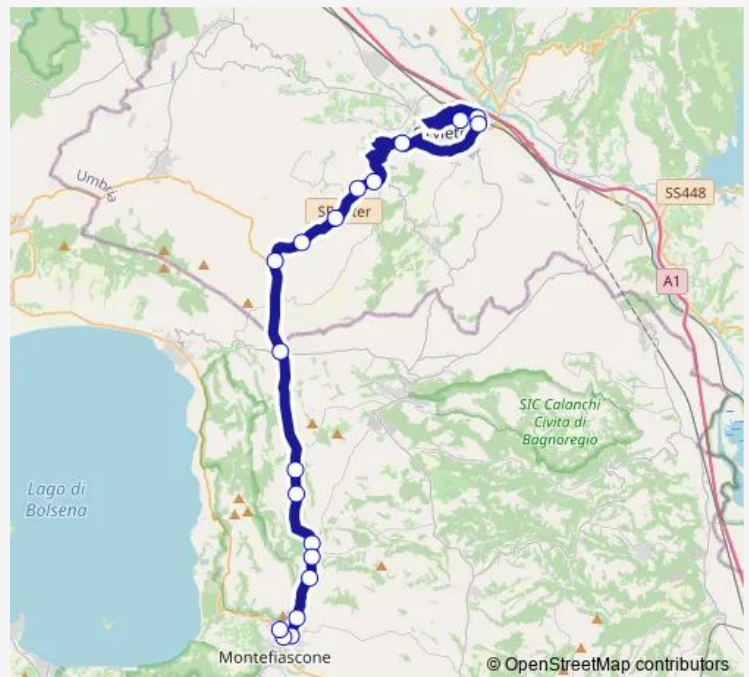 Umbria
SS448
A1
SIC Calanchi
Civita di
Bagnoregio
Lago di
Bolsena
Montefiascone
© OpenStreetMap contributors